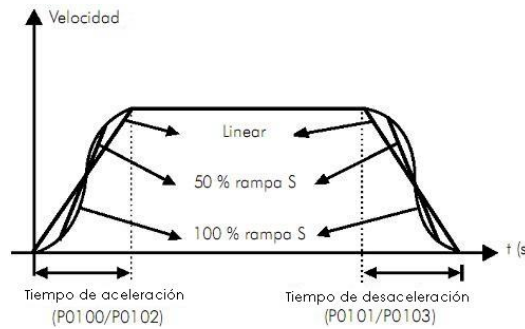 Velocidad
Linear
50 % rampa S
100 % rampa S
t (s
Tiempo de aceleración
(P0100/P0102)
Tiempo de desaceleración
(P0101/P0103)